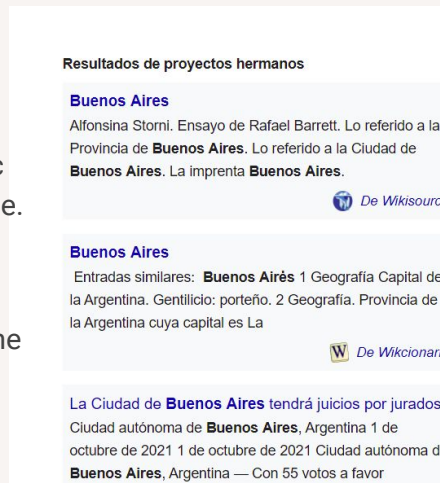 Resultados de proyectos hermanos
Buenos Aires
Alfonsina Storni. Ensayo de Rafael Barrett. Lo referido a la
Provincia de Buenos Aires. Lo referido a la Ciudad de
Buenos Aires. La imprenta Buenos Aires.
e.
De Wikisourc
Buenos Aires
Entradas similares: Buenos Airés 1 Geografía Capital de
la Argentina. Gentilicio: porteño. 2 Geografía. Provincia de
la Argentina cuya capital es La
ne
W De Wikcionar
La Ciudad de Buenos Aires tendrá juicios por jurados
Ciudad autónoma de Buenos Aires, Argentina 1 de
octubre de 2021 1 de octubre de 2021 Ciudad autónoma d
Buenos Aires, Argentina — Con 55 votos a favor